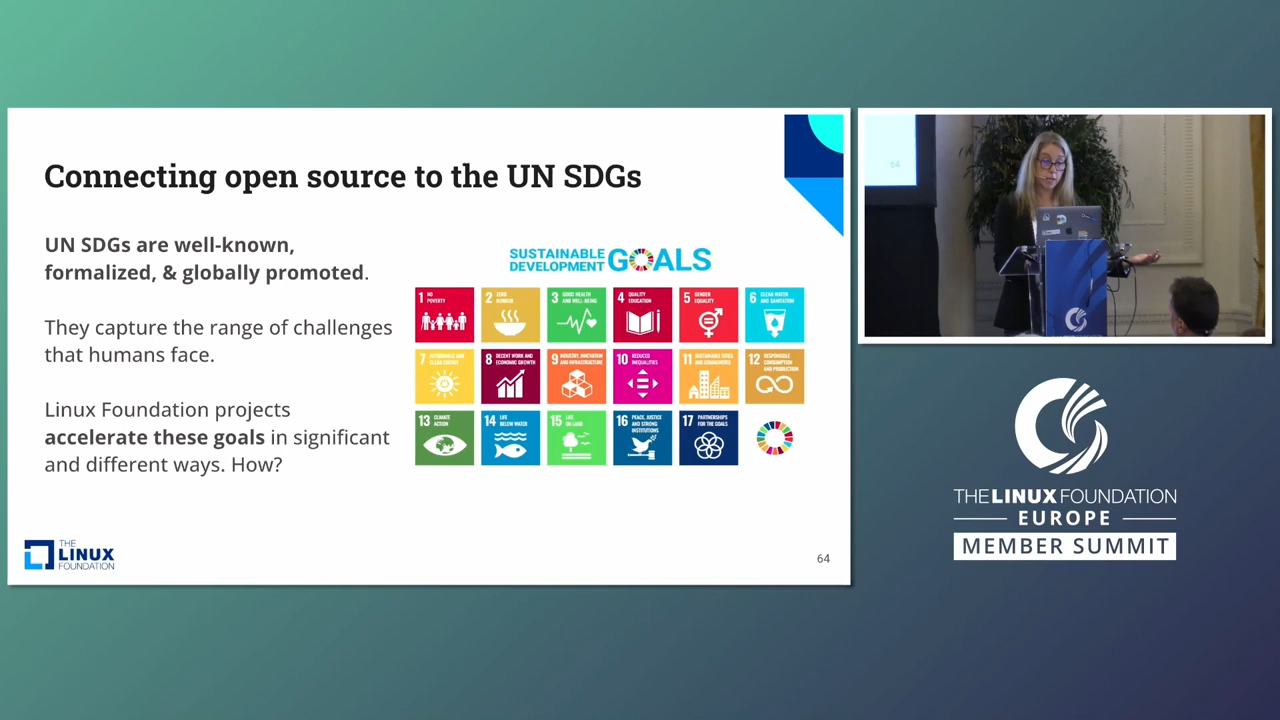 Connecting open source to the UN SDGs
UN SDGs are well-known,
formalized, & globally promoted.
They capture the range of challenges
that humans face.
Linux Foundation projects
accelerate these goals in significant
and different ways. How?
SUSTAINABLE
DEVELOPMENT
GOALS
1 NO
POVERTY
2 ZERO
HUNGER
3 GOOD HEALTH
AND WELL-BEING
4 QUALITY
EDUCATION
5 GENDER
EQUALITY
6 CLEAN WATER
AND SANITATION
7 AFFORDABLE AND
CLEAN ENERGY
8 DECENT WORK AND
ECONOMIC GROWTH
9 INDUSTRY, INNOVATION
AND INFRASTRUCTURE
10 REDUCED
INEQUALITIES
11 SUSTAINABLE CITIES
AND COMMUNITIES
12 RESPONSIBLE
CONSUMPTION
AND PRODUCTION
13 CLIMATE
ACTION
14 LIFE
BELOW WATER
15 LIFE
ON LAND
16 PEACE, JUSTICE
AND STRONG
INSTITUTIONS
17 PARTNERSHIPS
FOR THE GOALS
THE
LINUX
FOUNDATION
64
64
THE LINUX FOUNDATION
EUROPE
MEMBER SUMMIT